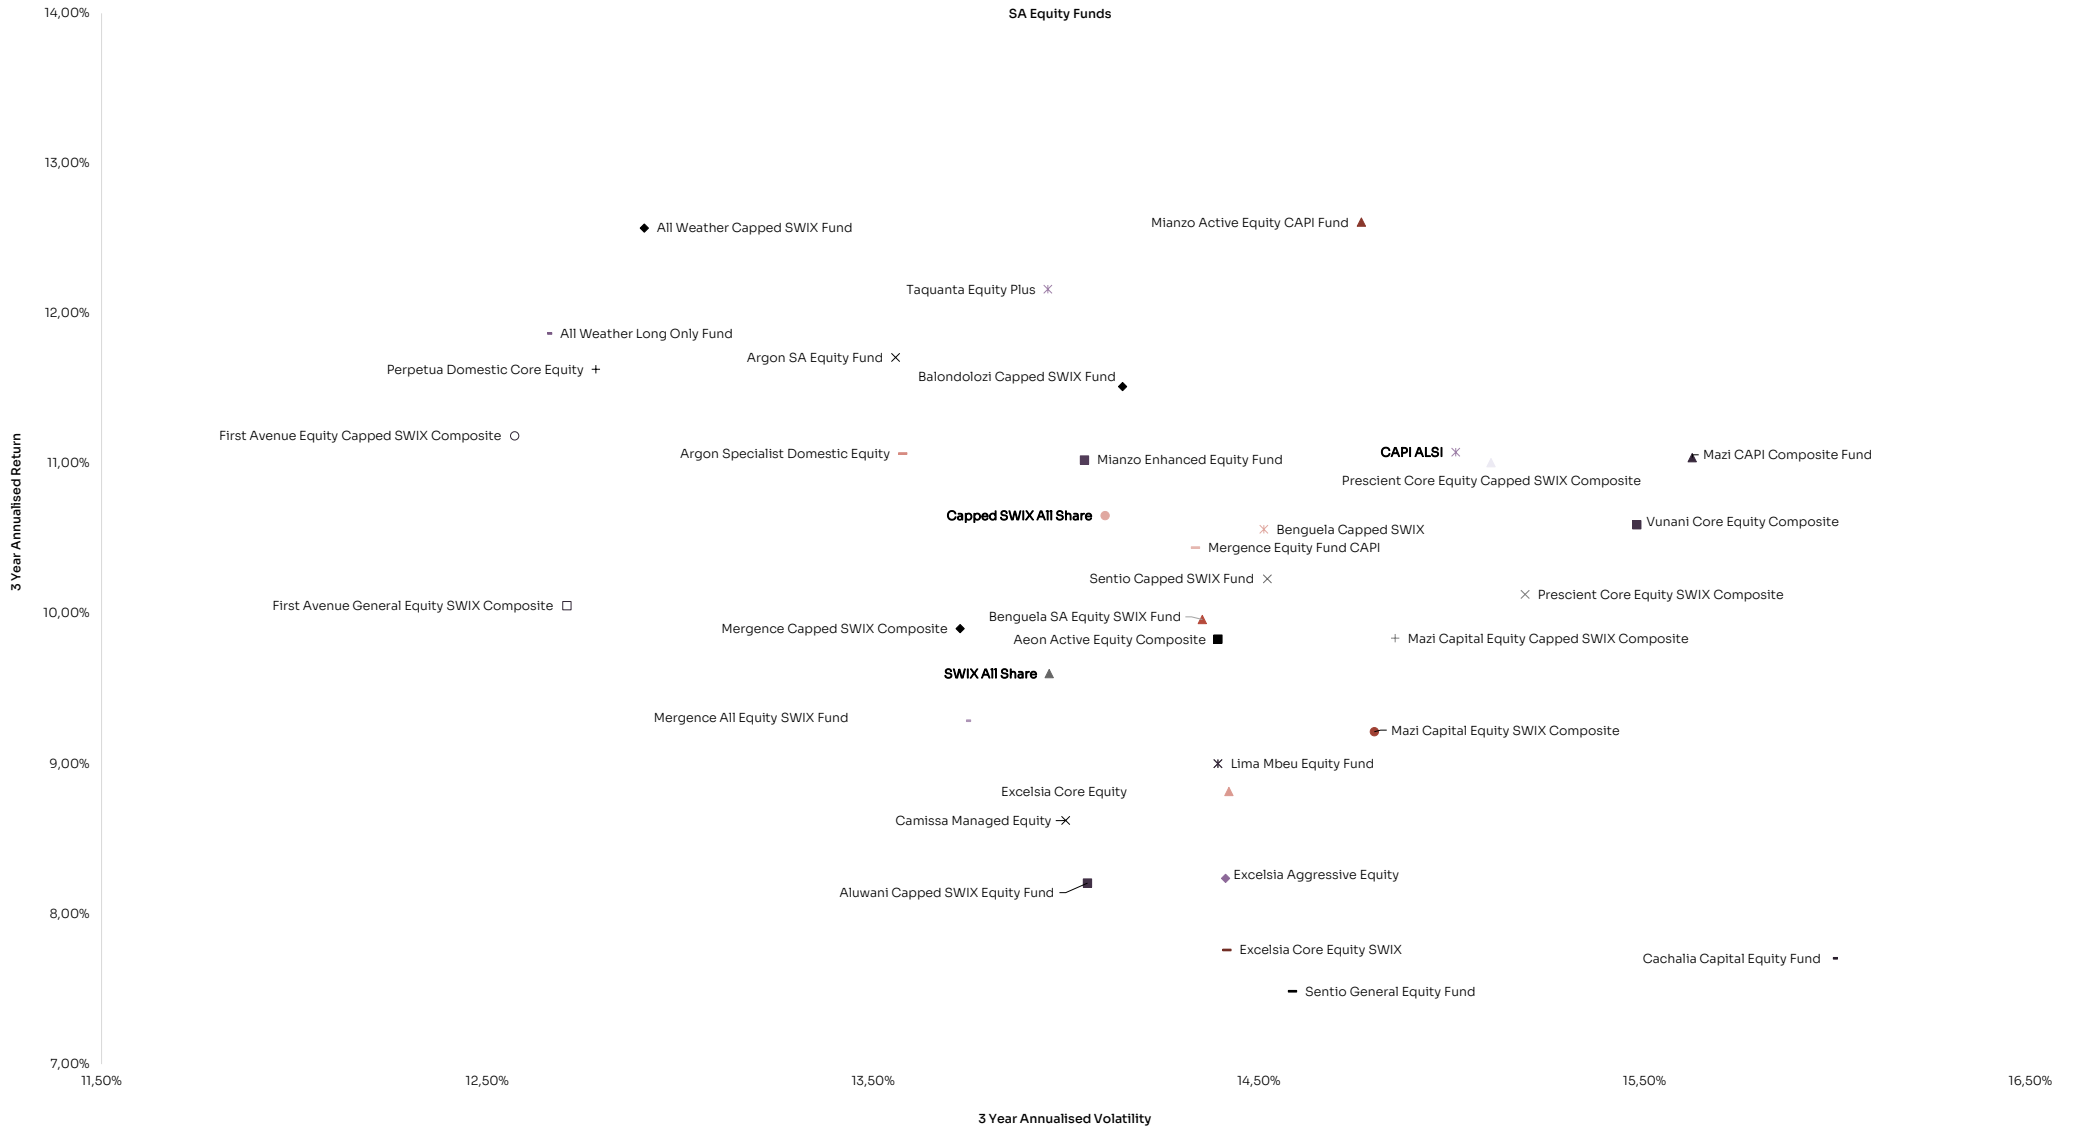 SA Equity Funds
14,00%
13,00%
12,00%
11,00%
10,00%
9,00%
8,00%
7,00%
3 Year Annualised Return
Mianzo Active Equity CAPI Fund
All Weather Capped SWIX Fund
Taquanta Equity Plus
All Weather Long Only Fund
Argon SA Equity Fund
Perpetua Domestic Core Equity
Balondolozi Capped SWIX Fund
First Avenue Equity Capped SWIX Composite
CAPI ALSI
Argon Specialist Domestic Equity
Mazi CAPI Composite Fund
Mianzo Enhanced Equity Fund
Prescient Core Equity Capped SWIX Composite
Capped SWIX All Share
Vunani Core Equity Composite
Benguela Capped SWIX
Mergence Equity Fund CAPI
Sentio Capped SWIX Fund
Prescient Core Equity SWIX Composite
First Avenue General Equity SWIX Composite
Benguela SA Equity SWIX Fund
Mergence Capped SWIX Composite
Mazi Capital Equity Capped SWIX Composite
Aeon Active Equity Composite
SWIX All Share
Mergence All Equity SWIX Fund
Mazi Capital Equity SWIX Composite
Lima Mbeu Equity Fund
Excelsia Core Equity
Camissa Managed Equity
Excelsia Aggressive Equity
Aluwani Capped SWIX Equity Fund
Excelsia Core Equity SWIX
Cachalia Capital Equity Fund
Sentio General Equity Fund
11,50%
12,50%
13,50%
14,50%
15,50%
16,50%
3 Year Annualised Volatility